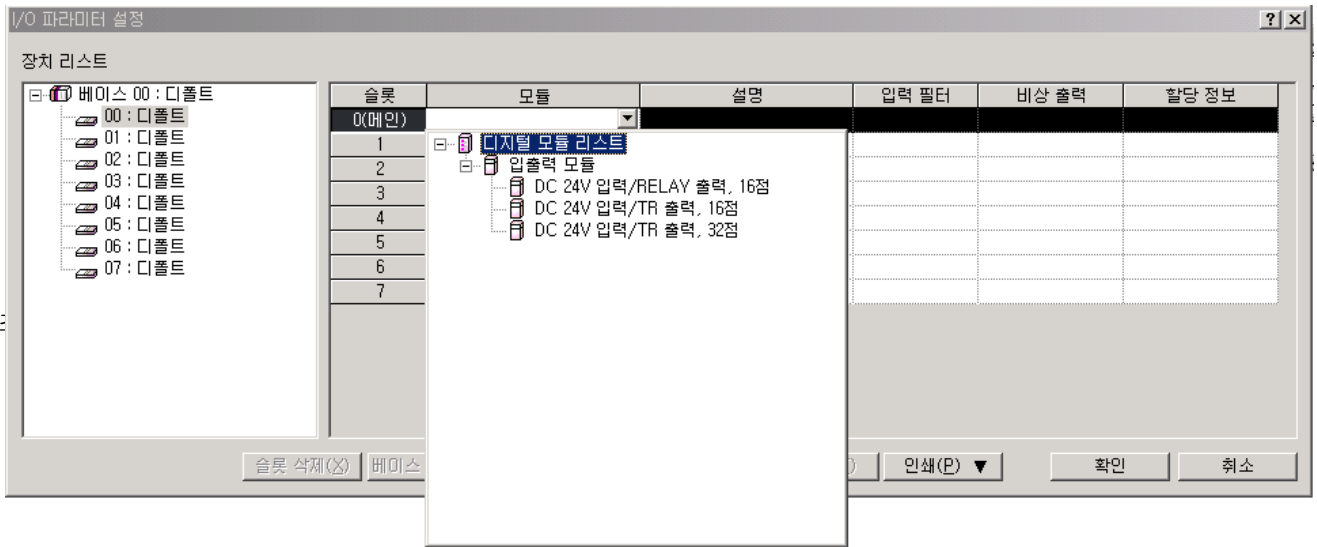 I/O 파라미터 설정
장치 리스트
베이스 00 : 디폴트
00 : 디폴트
01 : 디폴트
02 : 디폴트
03 : 디폴트
04 : 디폴트
05 : 디폴트
06 : 디폴트
07 : 디폴트
슬롯 모듈 설명 입력 필터 비상 출력 할당 정보
0(메인)
1
2
3
4
5
6
7
디지털 모듈 리스트
입출력 모듈
DC 24V 입력/RELAY 출력, 16점
DC 24V 입력/TR 출력, 16점
DC 24V 입력/TR 출력, 32점
슬롯 삭제(X) 베이스 인쇄(P) ▼ 확인 취소